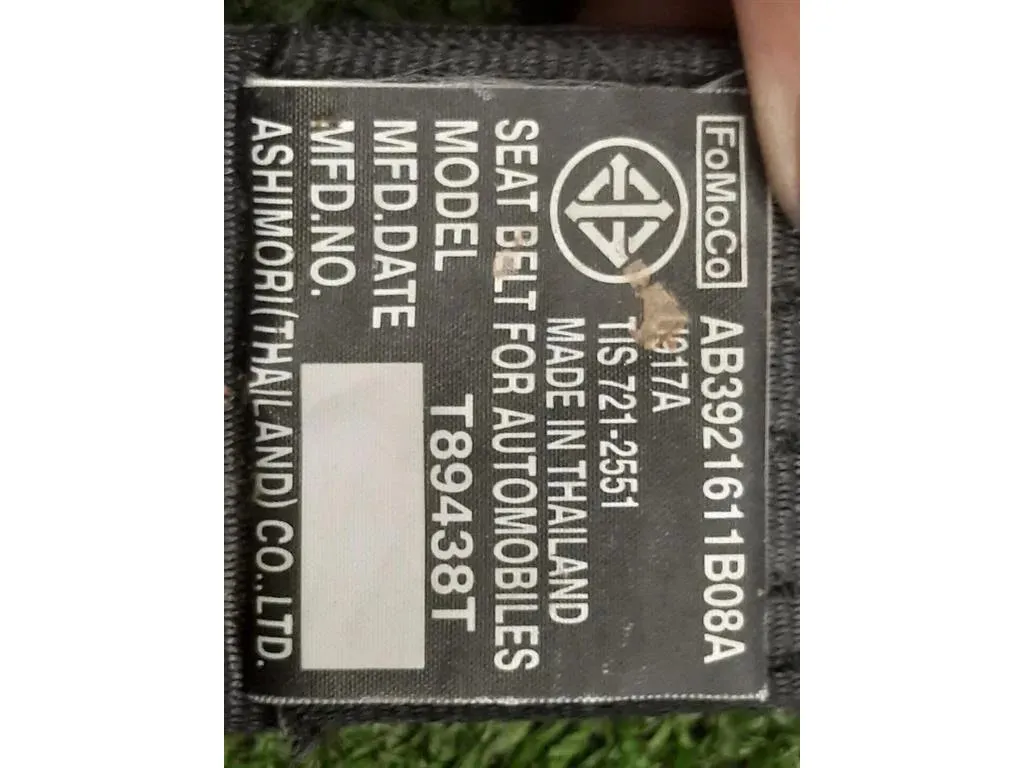 FoMoCo AB3921611B08A
917A
TIS 721-2551
MADE IN THAILAND
SEAT BELT FOR AUTOMOBILES
MODEL T89438T
MFD.DATE
MFD.NO.
ASHIMORI(THAILAND)CO.,LTD.